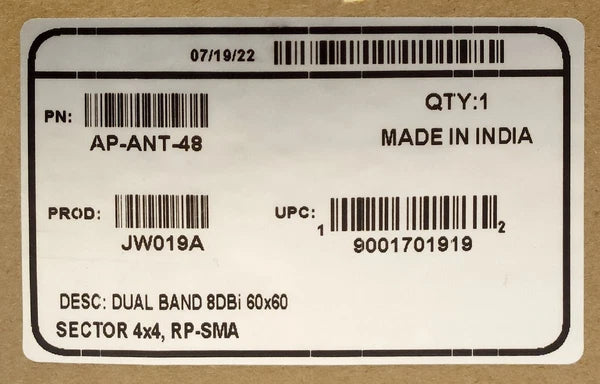 07/19/22
PN:
AP-ANT-48
QTY:1
MADE IN INDIA
PROD:
JW019A
UPC:
1 9001701919 2
DESC: DUAL BAND 8DBi 60x60
SECTOR 4x4, RP-SMA